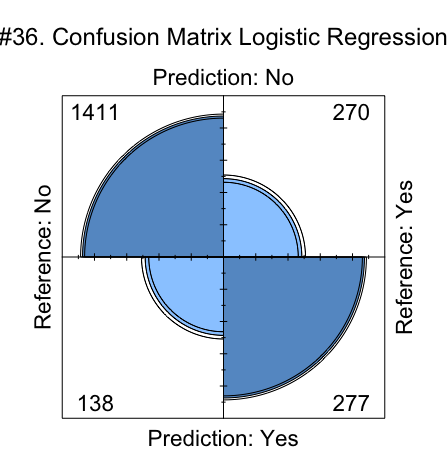 #36. Confusion Matrix Logistic Regression
Prediction: No
1411
270
Reference: No
Reference: Yes
138
277
Prediction: Yes